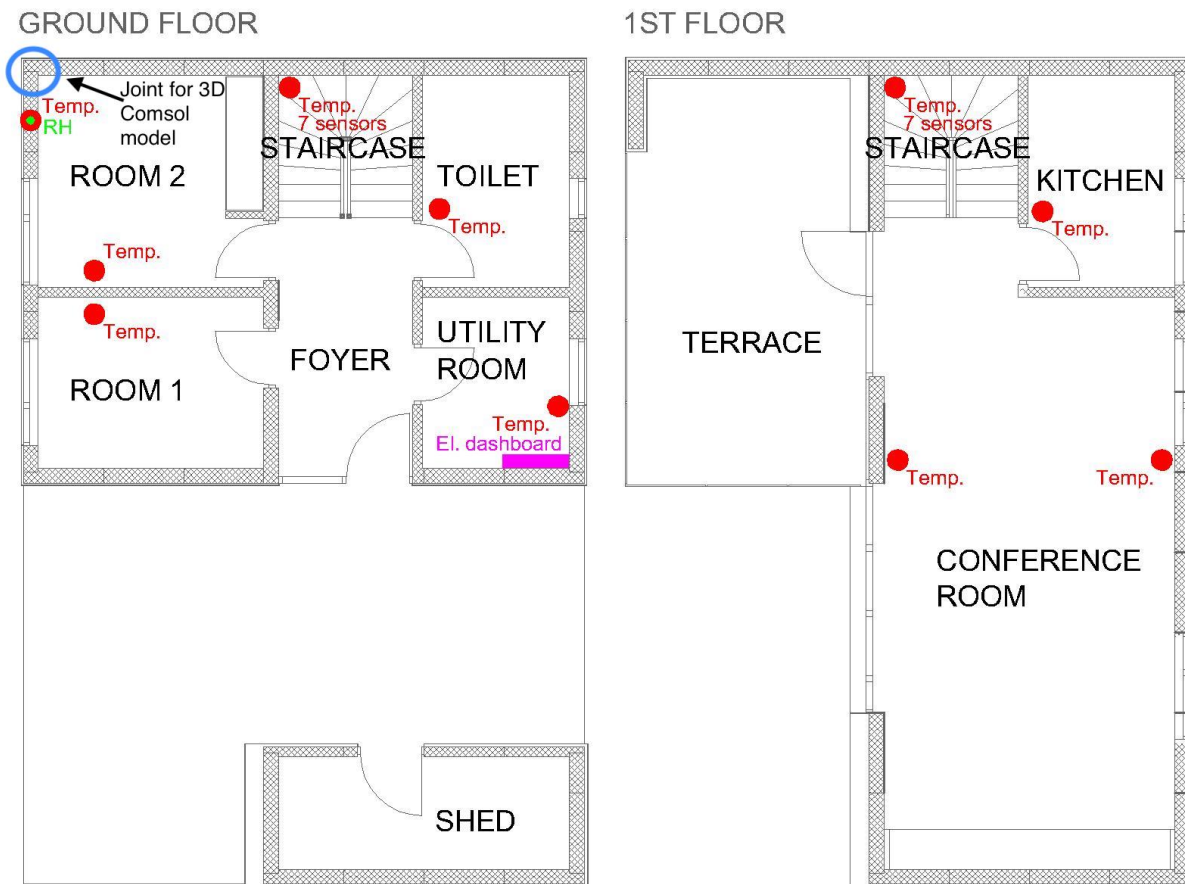 GROUND FLOOR
Joint for 3D
Comsol
model
Temp.
RH
ROOM 2
Temp.
Temp.
7 sensors
STAIRCASE
TOILET
Temp.
Temp.
ROOM 1
FOYER
UTILITY
ROOM
Temp.
El. dashboard
SHED
1ST FLOOR
Temp.
7 sensors
STAIRCASE
KITCHEN
Temp.
TERRACE
Temp.
Temp.
CONFERENCE
ROOM